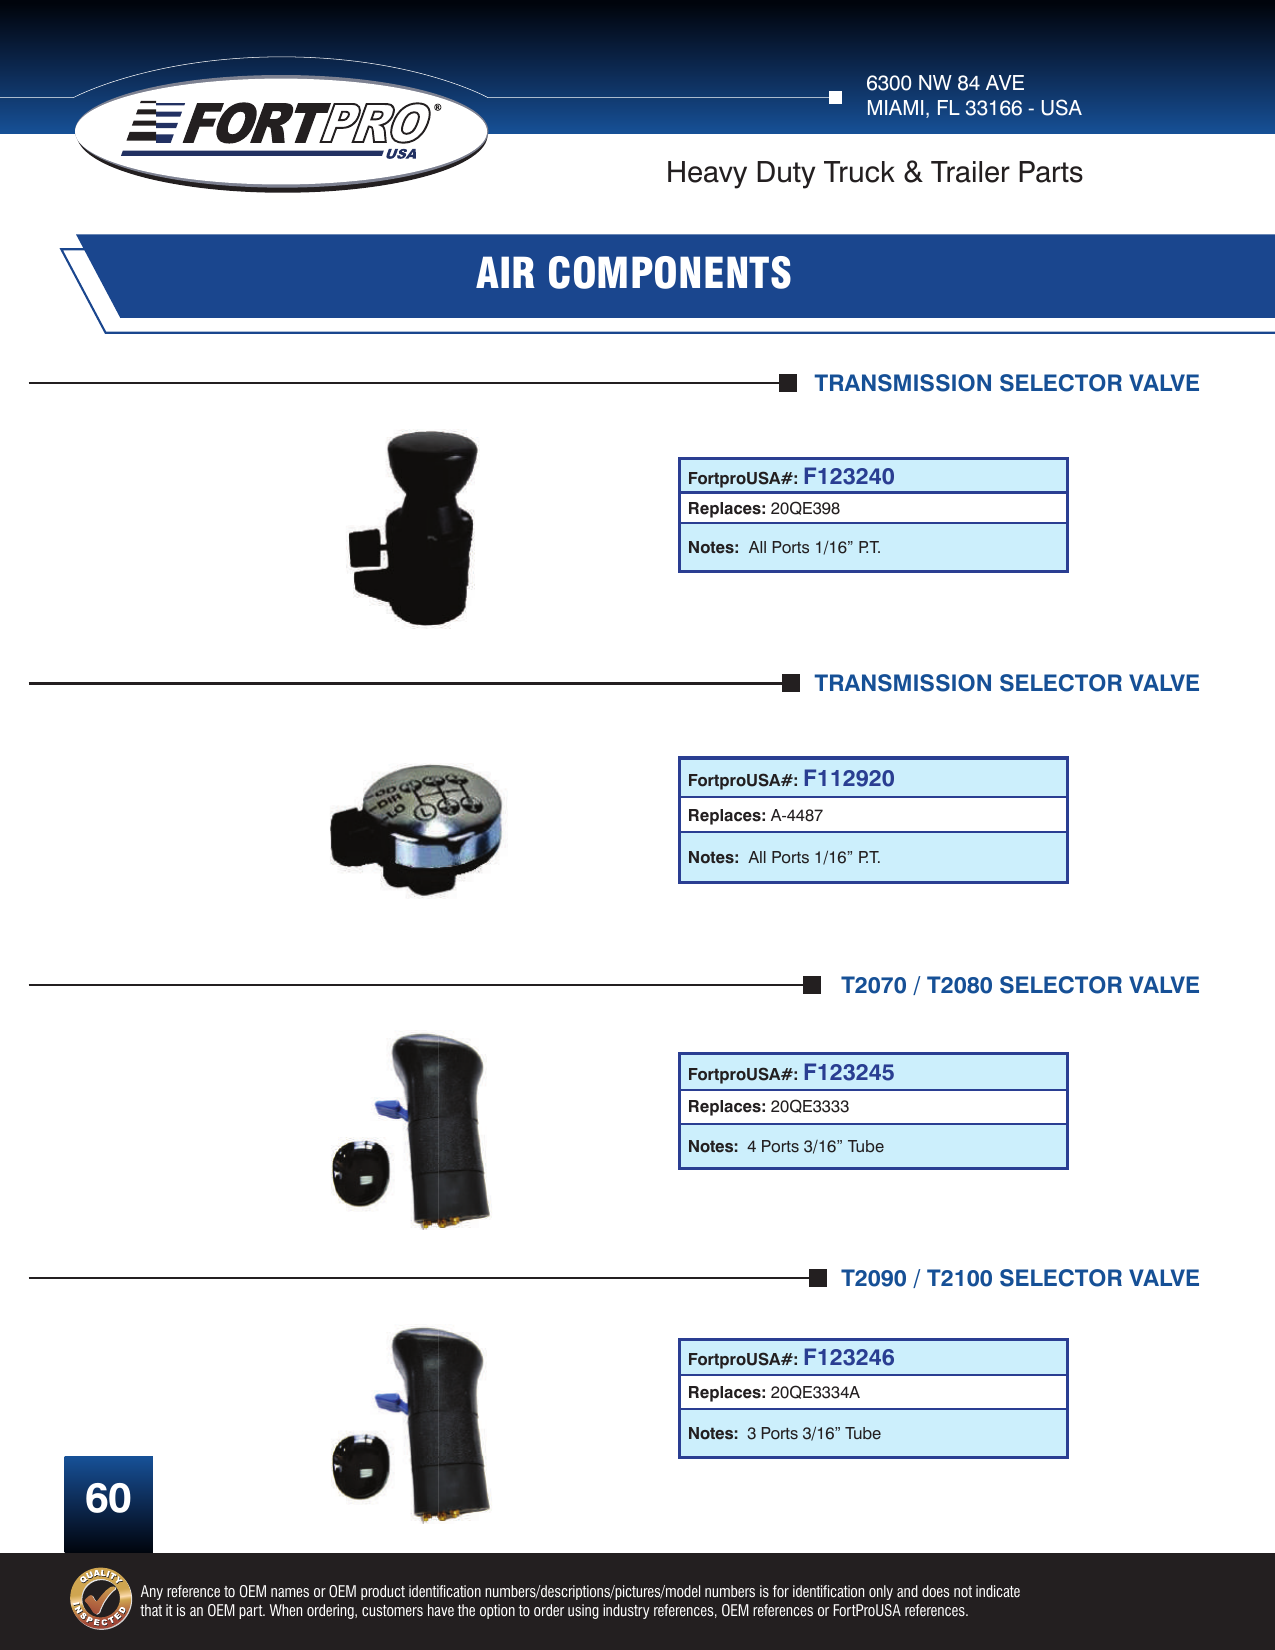 6300 NW 84 AVE
MIAMI, FL 33166 - USA
FORTPRO®
USA
Heavy Duty Truck & Trailer Parts
AIR COMPONENTS
TRANSMISSION SELECTOR VALVE
FortproUSA#: F123240
Replaces: 20QE398
Notes: All Ports 1/16” P.T.
TRANSMISSION SELECTOR VALVE
OD
DIR
LO
L
FortproUSA#: F112920
Replaces: A-4487
Notes: All Ports 1/16” P.T.
T2070 / T2080 SELECTOR VALVE
FortproUSA#: F123245
Replaces: 20QE3333
Notes: 4 Ports 3/16” Tube
T2090 / T2100 SELECTOR VALVE
FortproUSA#: F123246
Replaces: 20QE3334A
Notes: 3 Ports 3/16” Tube
60
QUALITY
INSPECTED
Any reference to OEM names or OEM product identification numbers/descriptions/pictures/model numbers is for identification only and does not indicate
that it is an OEM part. When ordering, customers have the option to order using industry references, OEM references or FortProUSA references.